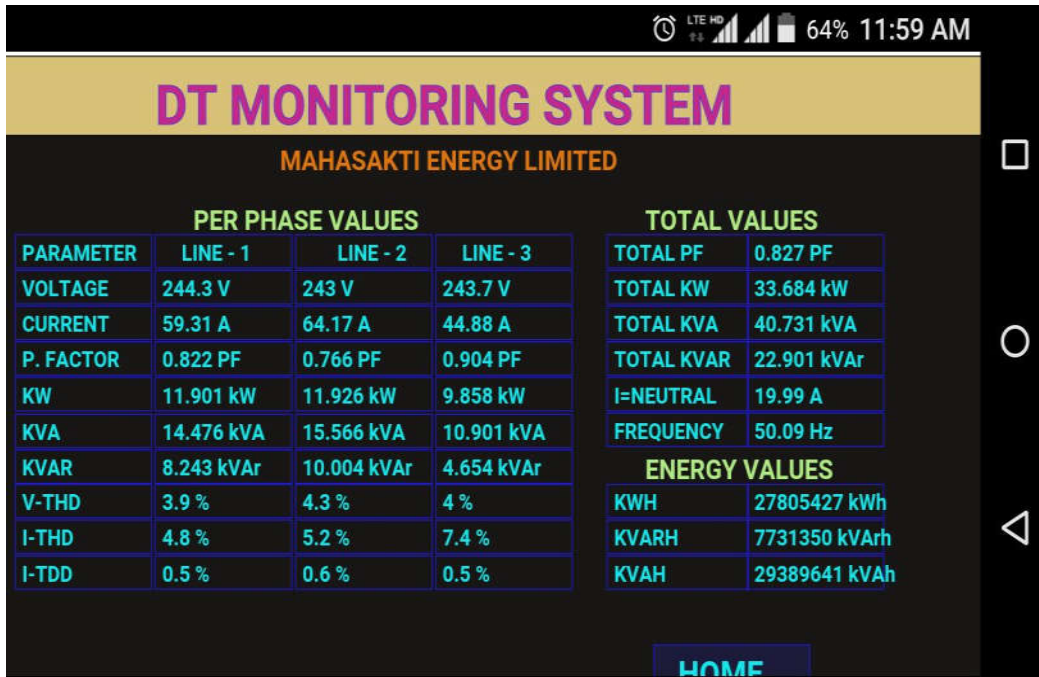 LTE HD 64% 11:59 AM
DT MONITORING SYSTEM
MAHASAKTI ENERGY LIMITED
PER PHASE VALUES
PARAMETER LINE - 1 LINE - 2 LINE - 3
VOLTAGE 244.3 V 243 V 243.7 V
CURRENT 59.31 A 64.17 A 44.88 A
P. FACTOR 0.822 PF 0.766 PF 0.904 PF
KW 11.901 kW 11.926 kW 9.858 kW
KVA 14.476 kVA 15.566 kVA 10.901 kVA
KVAR 8.243 kVAr 10.004 kVAr 4.654 kVAr
V-THD 3.9 % 4.3 % 4 %
I-THD 4.8 % 5.2 % 7.4 %
I-TDD 0.5 % 0.6 % 0.5 %
TOTAL VALUES
TOTAL PF 0.827 PF
TOTAL KW 33.684 kW
TOTAL KVA 40.731 kVA
TOTAL KVAR 22.901 kVAr
I=NEUTRAL 19.99 A
FREQUENCY 50.09 Hz
ENERGY VALUES
KWH 27805427 kWh
KVARH 7731350 kVArh
KVAH 29389641 kVAh
HOME